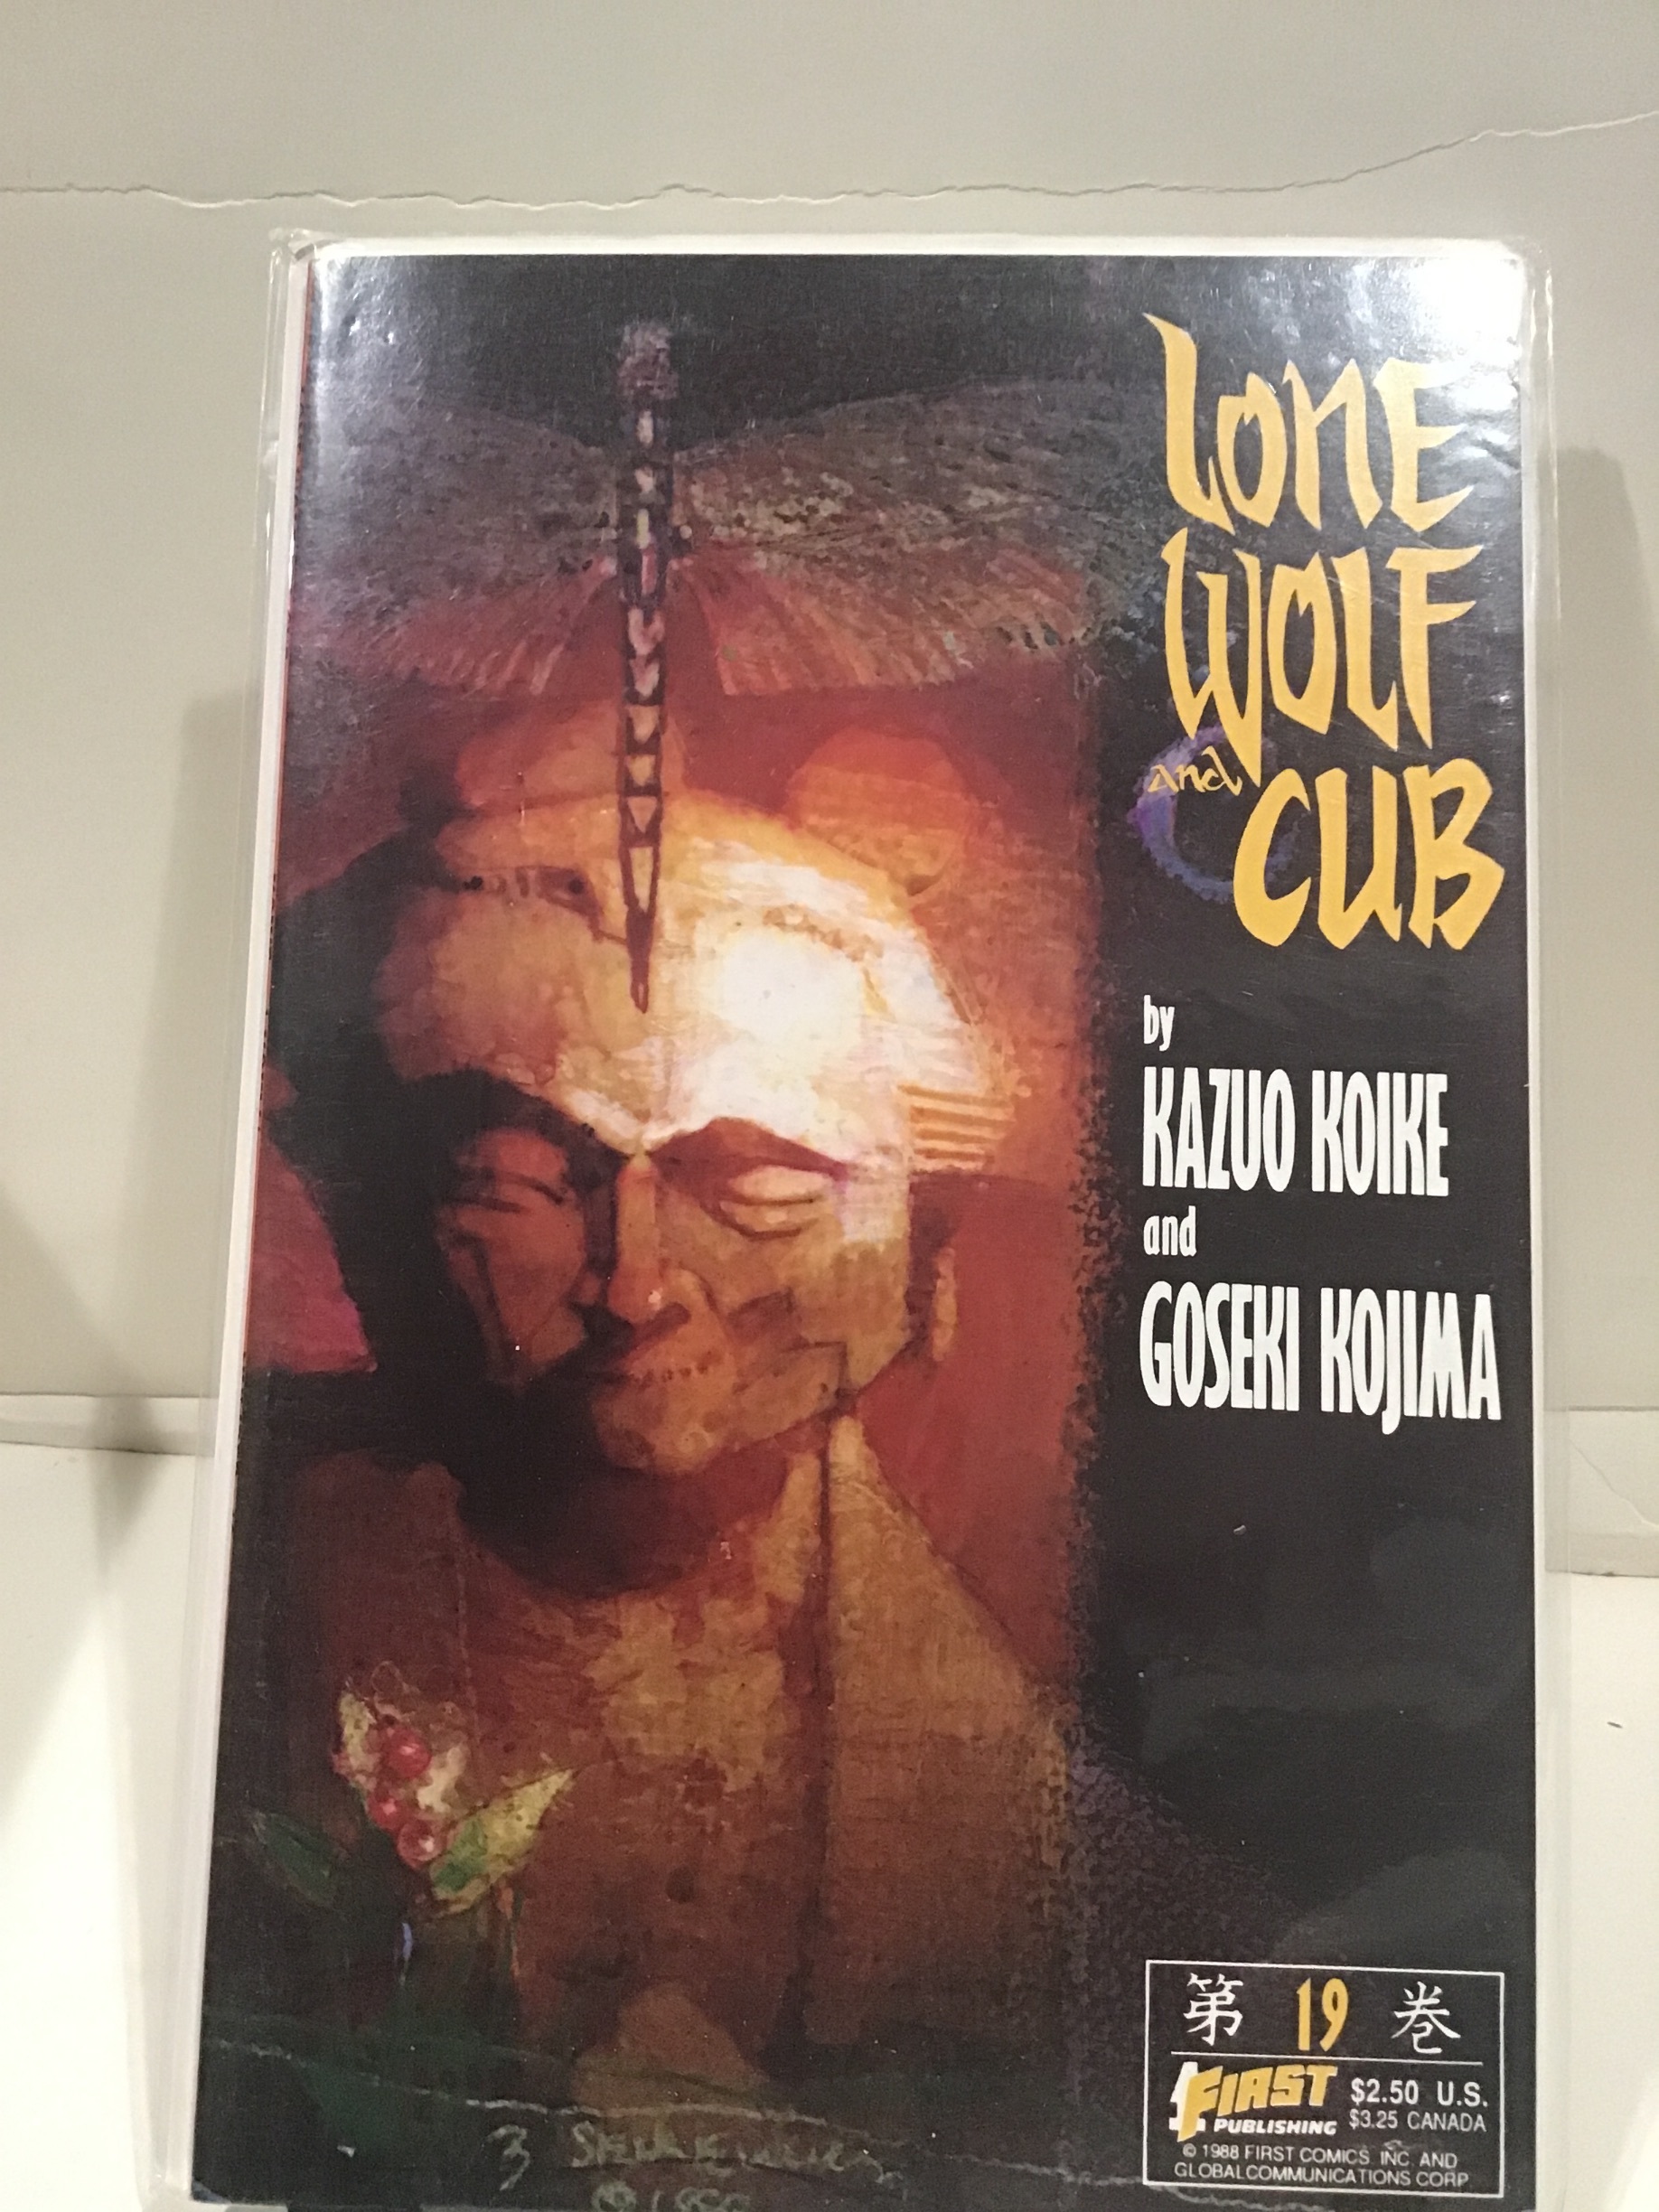 LONE
WOLF
and
CUB
by
KAZUO KOIKE
and
GOSEKI KOJIMA
第 19 巻
1 FIRST
PUBLISHING
$2.50 U.S.
$3.25 CANADA
© 1988 FIRST COMICS, INC. AND
GLOBAL COMMUNICATIONS CORP.